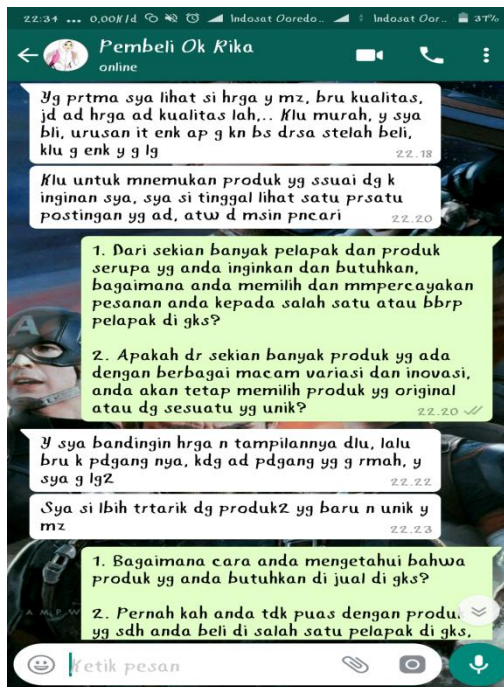 22:34 ... 0,00K/d Indosat Ooredo.. Indosat Oor.. 37%
Pembeli Ok Rika
online
Yg prtma sya lihat si hrga y mz, bru kualitas,
jd ad hrga ad kualitas lah,.. Klu murah, y sya
bli, urusan it enk ap g kn bs drsa stelah beli,
klu g enk y g lg
22.18
Klu untuk mnemukan produk yg ssuai dg k
inginan sya, sya si tinggal lihat satu prsatu
postingan yg ad, atw d msin pncari
22.20
1. Dari sekian banyak pelapak dan produk
serupa yg anda inginkan dan butuhkan,
bagaimana anda memilih dan mmpercayakan
pesanan anda kepada salah satu atau bbrp
pelapak di gks?
2. Apakah dr sekian banyak produk yg ada
dengan berbagai macam variasi dan inovasi,
anda akan tetap memilih produk yg original
atau dg sesuatu yg unik?
22.20
Y sya bandingin hrga n tampilannya dlu, lalu
bru k pdgang nya, kdg ad pdgang yg g rmah, y
sya g lg2
22.22
Sya si lbih trtarik dg produk2 yg baru n unik y
mz
22.23
1. Bagaimana cara anda mengetahui bahwa
produk yg anda butuhkan di jual di gks?
2. Pernah kah anda tdk puas dengan produ
yg sdh anda beli di salah satu pelapak di gks,
Ketik pesan